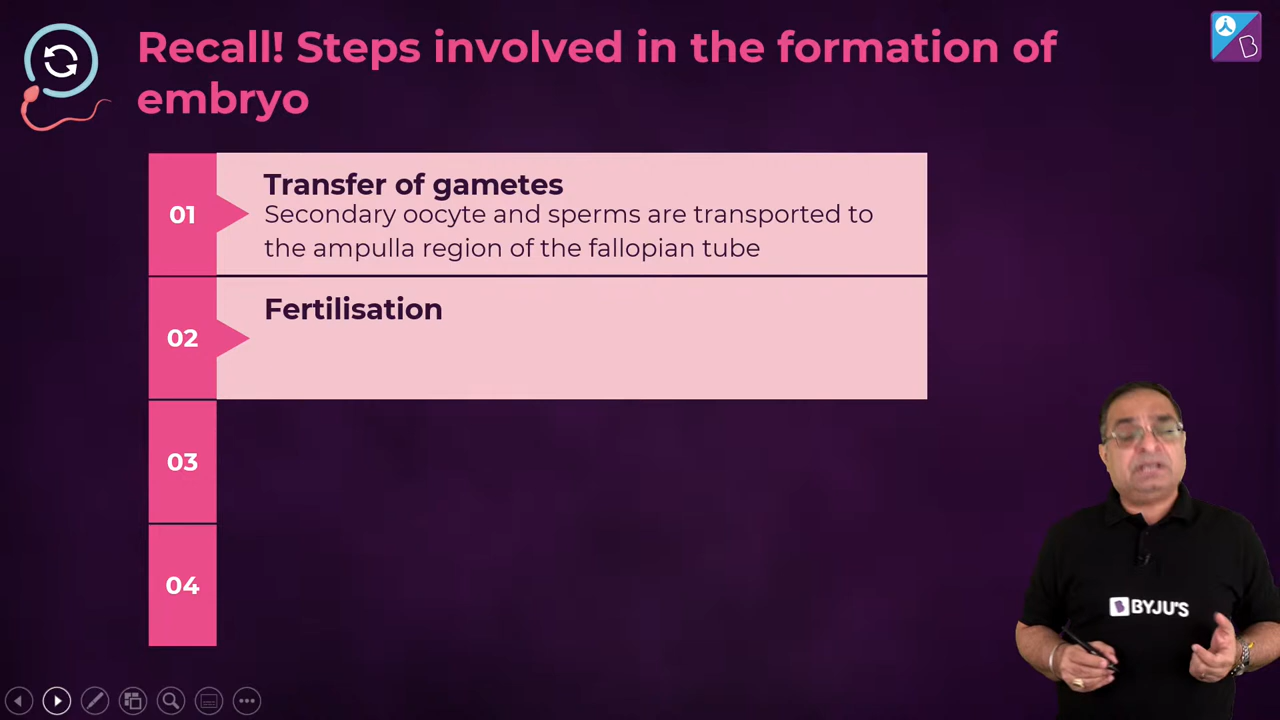 Recall! Steps involved in the formation of
embryo
01
Transfer of gametes
Secondary oocyte and sperms are transported to
the ampulla region of the fallopian tube
02
Fertilisation
03
04
BYJU'S